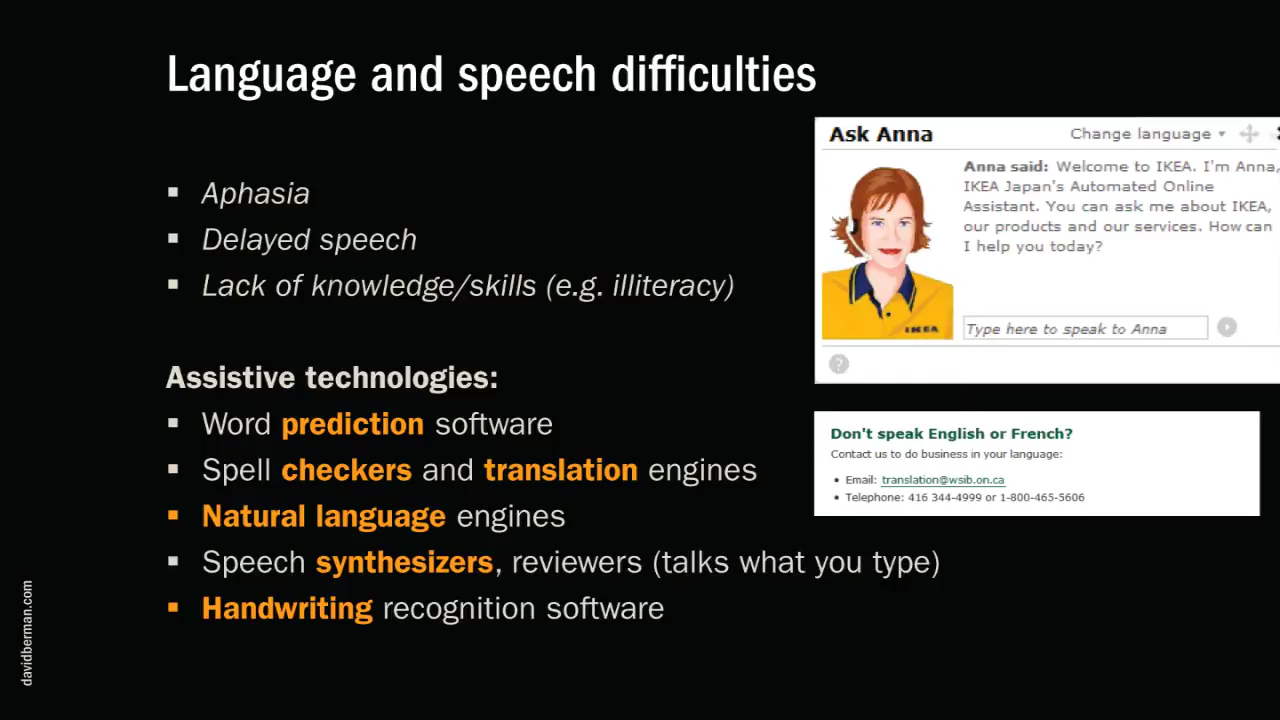 Language and speech difficulties
▪ Aphasia
▪ Delayed speech
▪ Lack of knowledge/skills (e.g. illiteracy)
Assistive technologies:
▪ Word prediction software
▪ Spell checkers and translation engines
▪ Natural language engines
▪ Speech synthesizers, reviewers (talks what you type)
▪ Handwriting recognition software
Ask Anna
Change language
Anna said: Welcome to IKEA. I'm Anna,
IKEA Japan's Automated Online
Assistant. You can ask me about IKEA,
our products and our services. How can
I help you today?
IKEA
Type here to speak to Anna
?
Don't speak English or French?
Contact us to do business in your language:
• Email: translation@wsib.on.ca
• Telephone: 416 344-4999 or 1-800-465-5606
davidberman.com